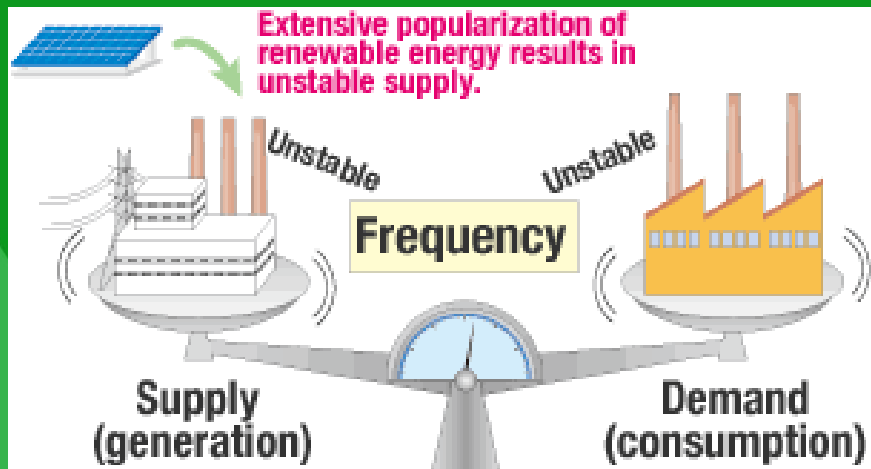 Extensive popularization of
renewable energy results in
unstable supply.
Unstable
Unstable
Frequency
Supply
(generation)
Demand
(consumption)